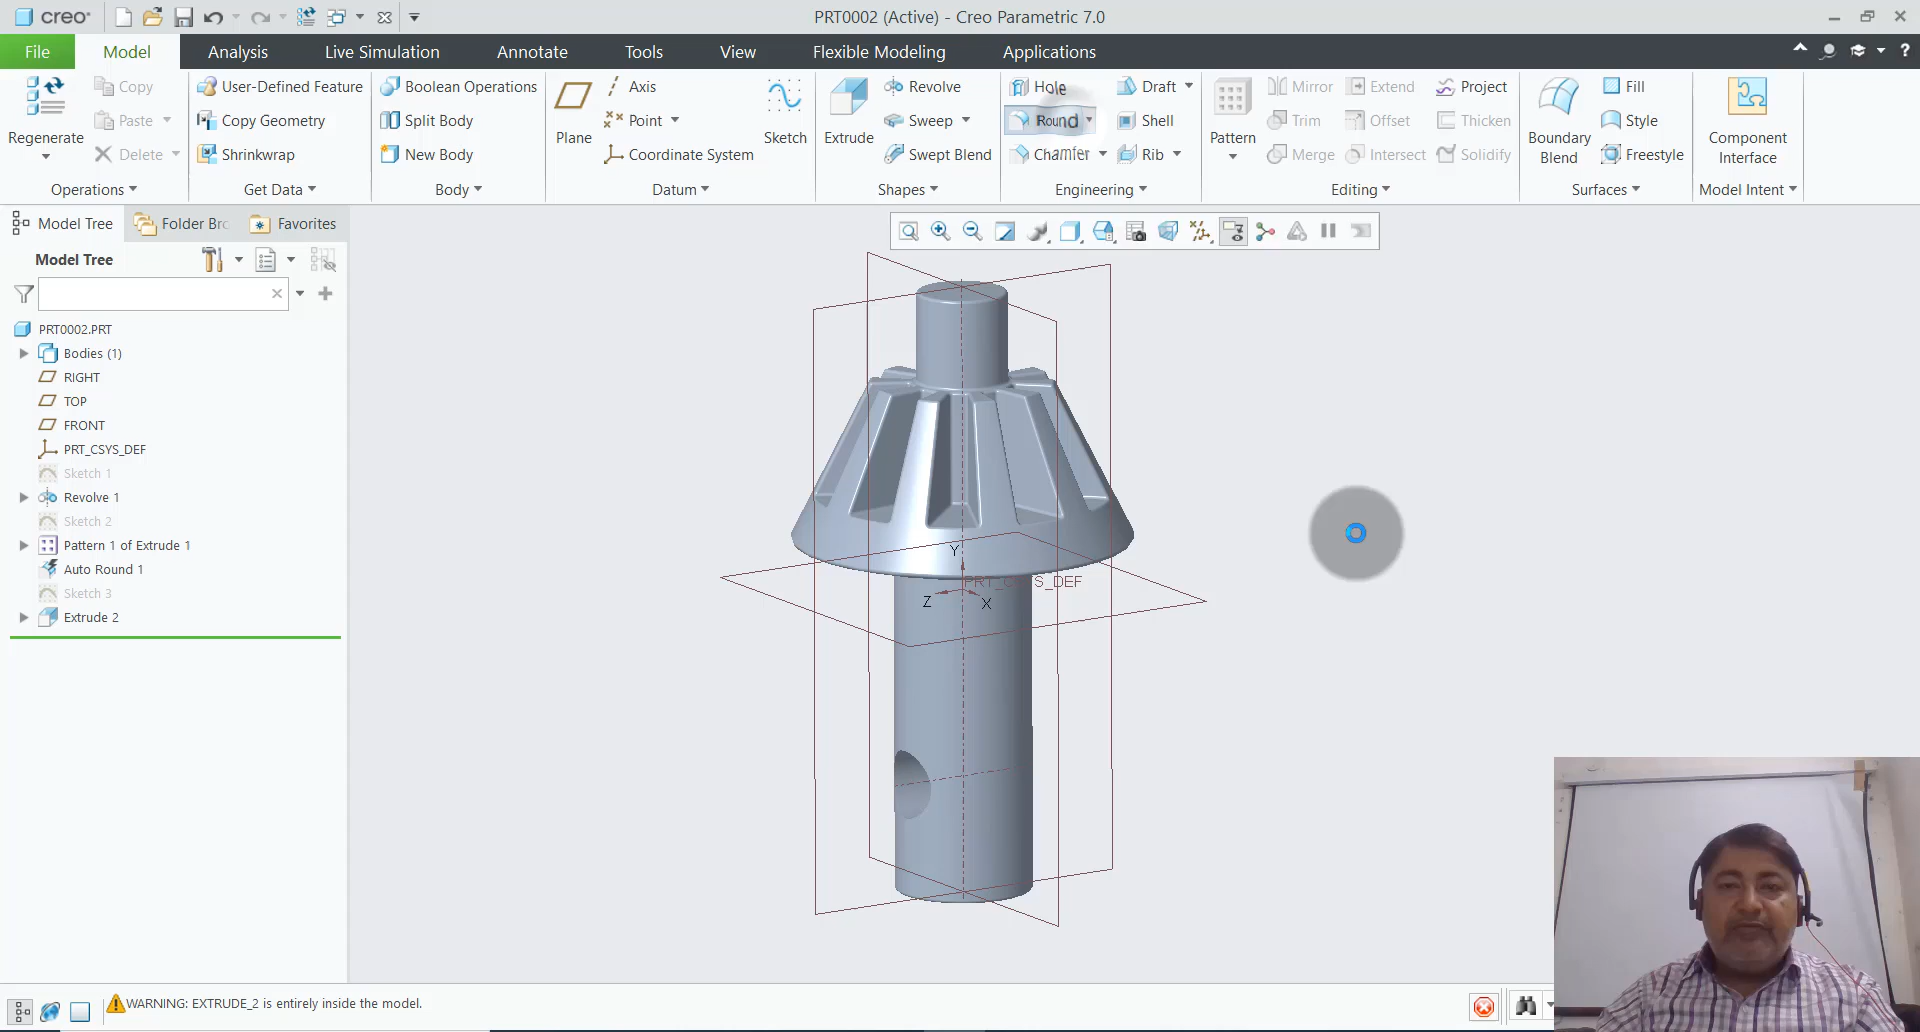 creo
PRT0002 (Active) - Creo Parametric 7.0
File
Model
Analysis
Live Simulation
Annotate
Tools
View
Flexible Modeling
Applications
Regenerate
Copy
Paste
Delete
Operations
User-Defined Feature
Copy Geometry
Shrinkwrap
Get Data
Boolean Operations
Split Body
New Body
Body
Plane
Axis
Point
Coordinate System
Sketch
Datum
Extrude
Revolve
Sweep
Swept Blend
Shapes
Hole
Round
Chamfer
Draft
Shell
Rib
Engineering
Pattern
Mirror
Trim
Merge
Extend
Offset
Intersect
Project
Thicken
Solidify
Editing
Boundary
Blend
Fill
Style
Freestyle
Surfaces
Component
Interface
Model Intent
Model Tree
Folder Brc
Favorites
Model Tree
PRT0002.PRT
Bodies (1)
RIGHT
TOP
FRONT
PRT_CSYS_DEF
Sketch 1
Revolve 1
Sketch 2
Pattern 1 of Extrude 1
Auto Round 1
Sketch 3
Extrude 2
Y
PRT_CSYS_DEF
Z
X
WARNING: EXTRUDE_2 is entirely inside the model.